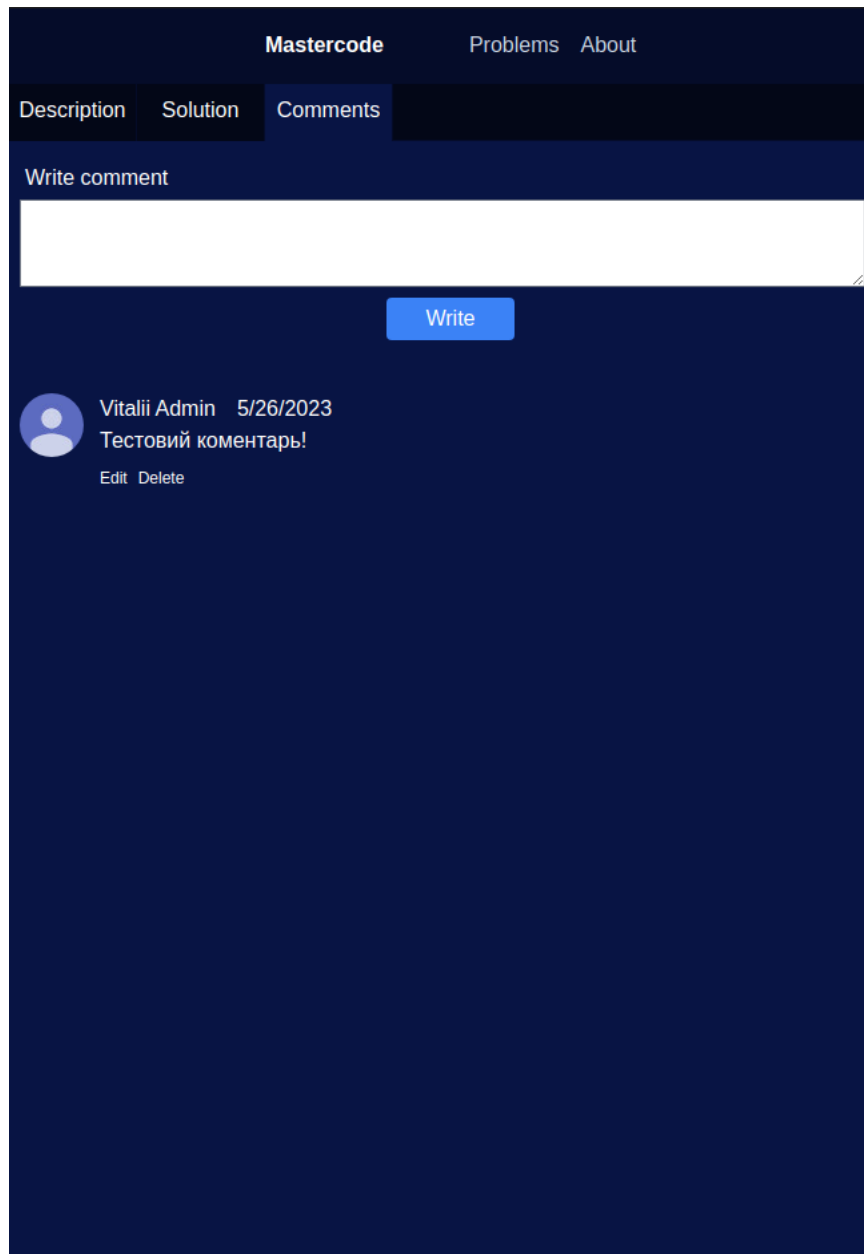 Mastercode Problems About
Description Solution Comments
Write comment
Write
Vitalii Admin 5/26/2023
Тестовий коментарь!
Edit Delete